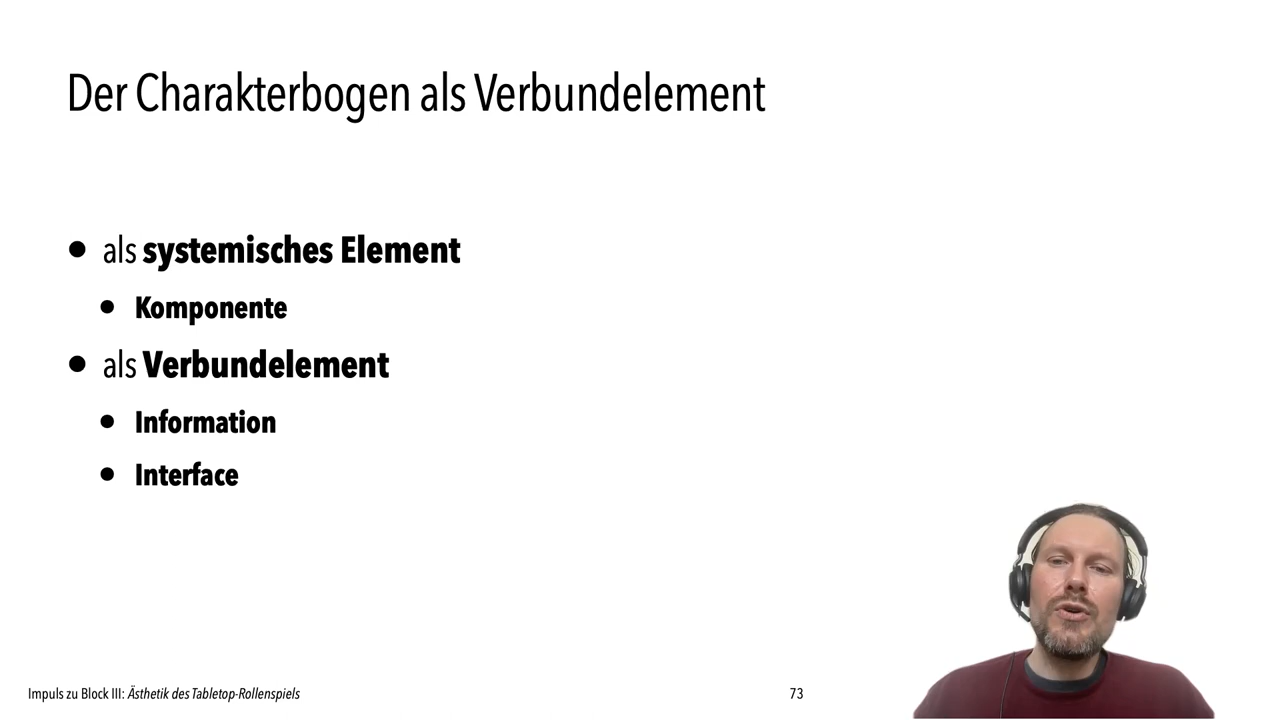 Der Charakterbogen als Verbundelement
• als systemisches Element
• Komponente
• als Verbundelement
• Information
• Interface
Impuls zu Block III: Ästhetik des Tabletop-Rollenspiels
73